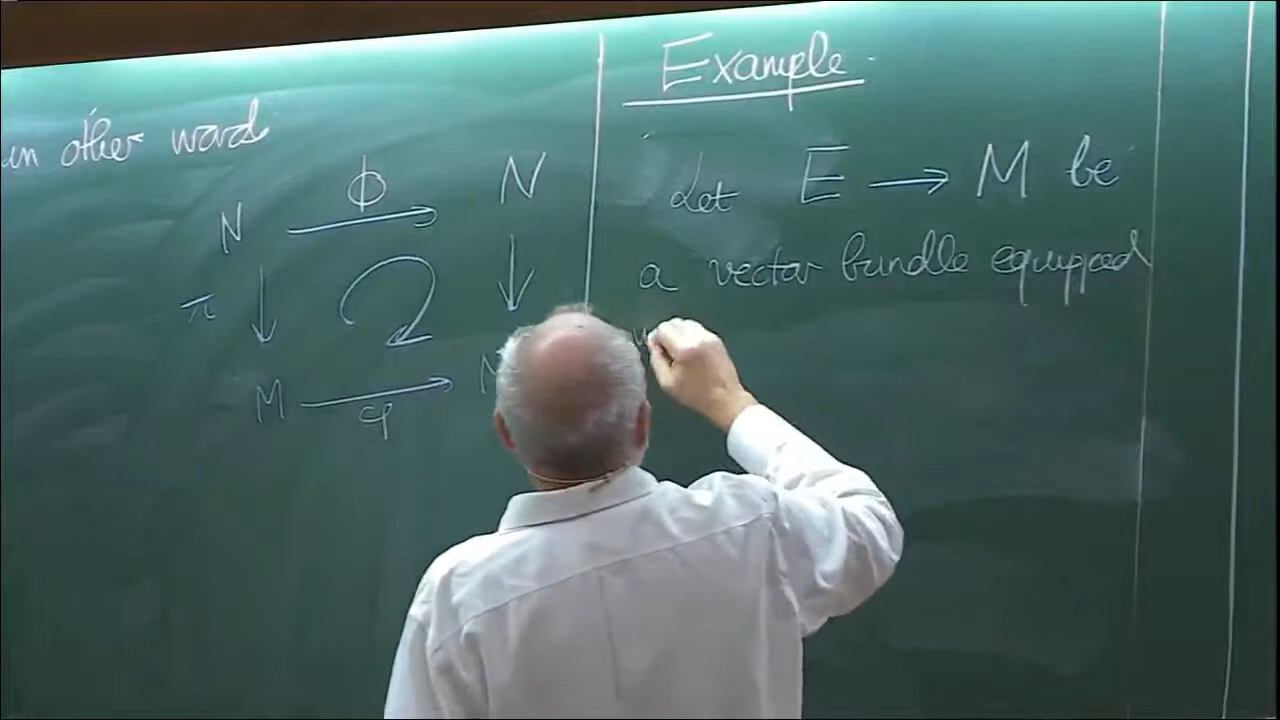 in other word
N Φ N
π
M φ
Example
Let E → M be
a vector bundle equipped